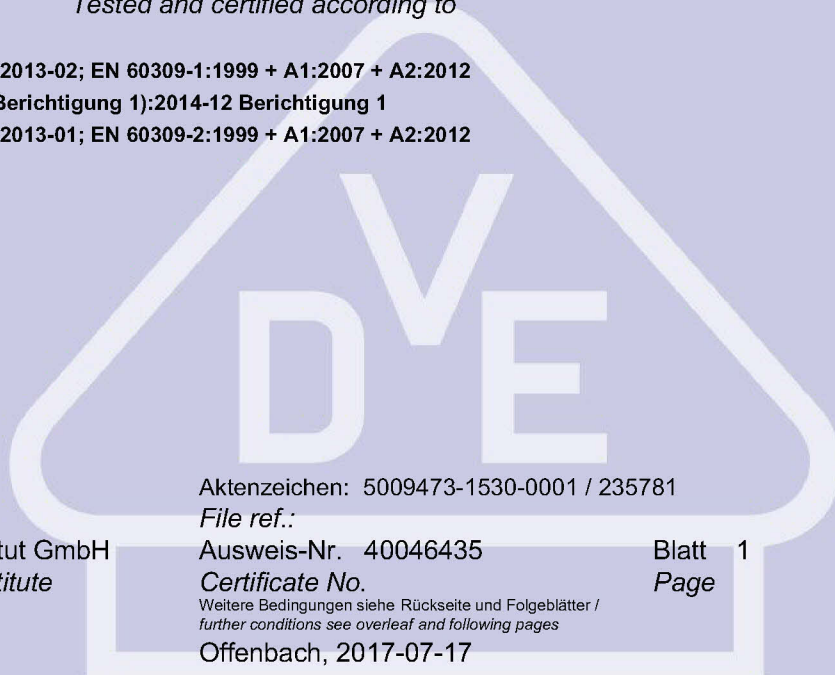 Tested and certified according to
2013-02; EN 60309-1:1999 + A1:2007 + A2:2012
Berichtigung 1):2014-12 Berichtigung 1
2013-01; EN 60309-2:1999 + A1:2007 + A2:2012
DVE
Aktenzeichen: 5009473-1530-0001 / 235781
File ref.:
tut GmbH Ausweis-Nr. 40046435 Blatt 1
titute Certificate No. Page
Weitere Bedingungen siehe Rückseite und Folgeblätter /
further conditions see overleaf and following pages
Offenbach, 2017-07-17